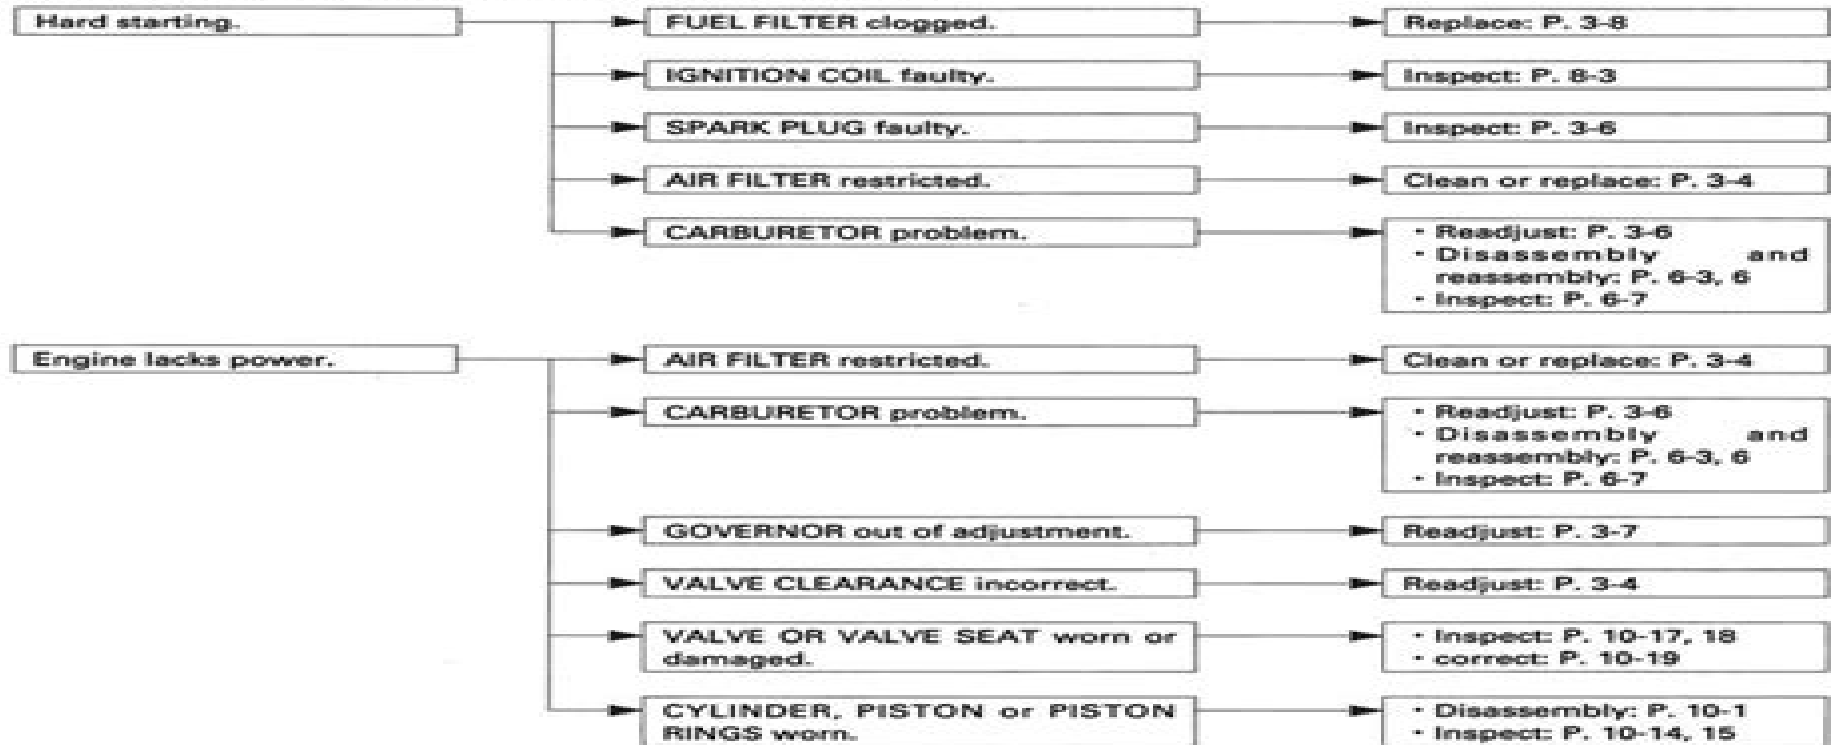 Hard starting.
FUEL FILTER clogged.
Replace: P. 3-8
IGNITION COIL faulty.
Inspect: P. 8-3
SPARK PLUG faulty.
Inspect: P. 3-6
AIR FILTER restricted.
Clean or replace: P. 3-4
CARBURETOR problem.
· Readjust: P. 3-6
· Disassembly and
reassembly: P. 6-3, 6
· Inspect: P. 6-7
Engine lacks power.
AIR FILTER restricted.
Clean or replace: P. 3-4
CARBURETOR problem.
· Readjust: P. 3-6
· Disassembly and
reassembly: P. 6-3, 6
· Inspect: P. 6-7
GOVERNOR out of adjustment.
Readjust: P. 3-7
VALVE CLEARANCE incorrect.
Readjust: P. 3-4
VALVE OR VALVE SEAT worn or
damaged.
· Inspect: P. 10-17, 18
· correct: P. 10-19
CYLINDER, PISTON or PISTON
RINGS worn.
· Disassembly: P. 10-1
· Inspect: P. 10-14, 15